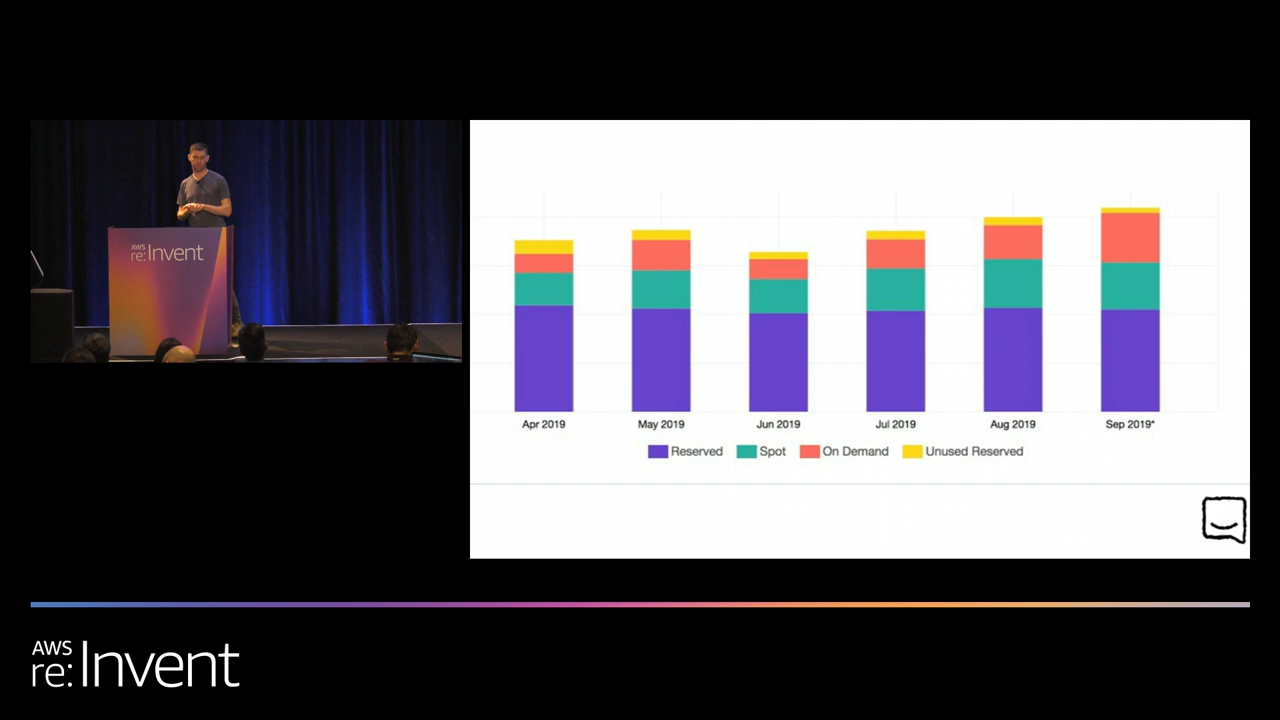 AWS
re:Invent
Apr 2019
May 2019
Jun 2019
Jul 2019
Aug 2019
Sep 2019*
Reserved
Spot
On Demand
Unused Reserved
AWS
re:Invent